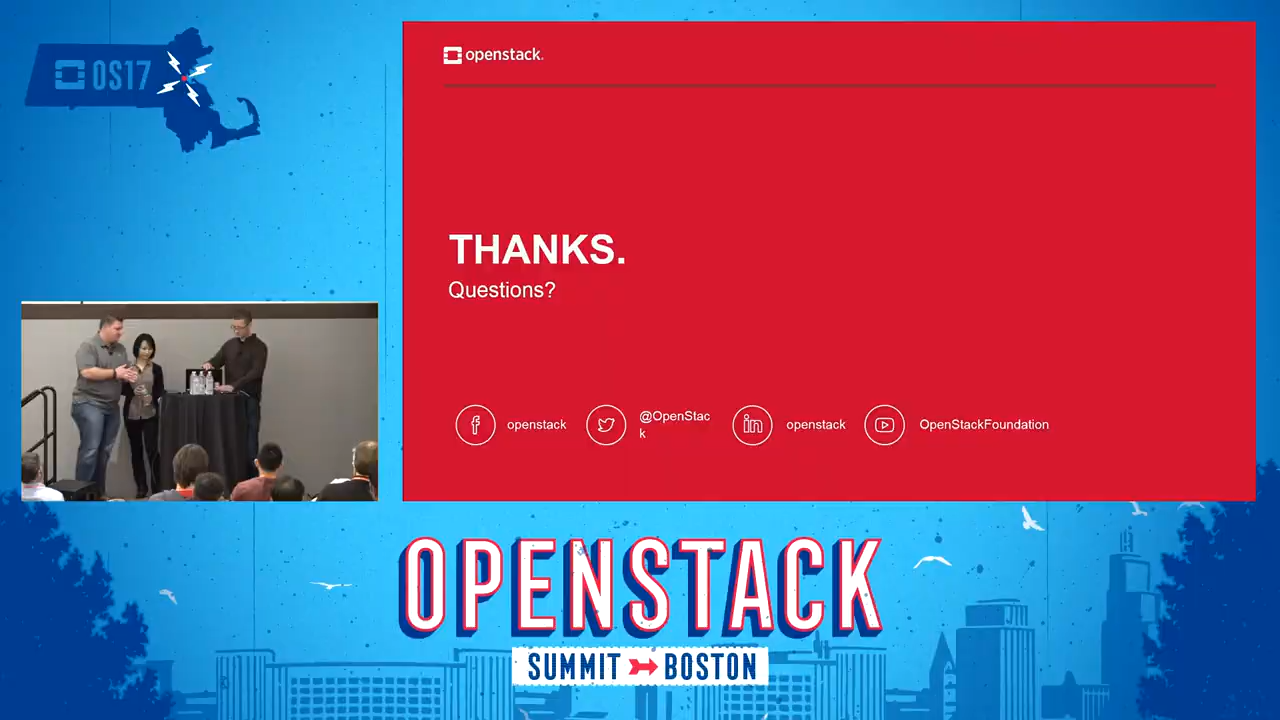 OS17
openstack.
THANKS.
Questions?
openstack
@OpenStac
k
openstack
OpenStackFoundation
OPENSTACK
SUMMIT BOSTON